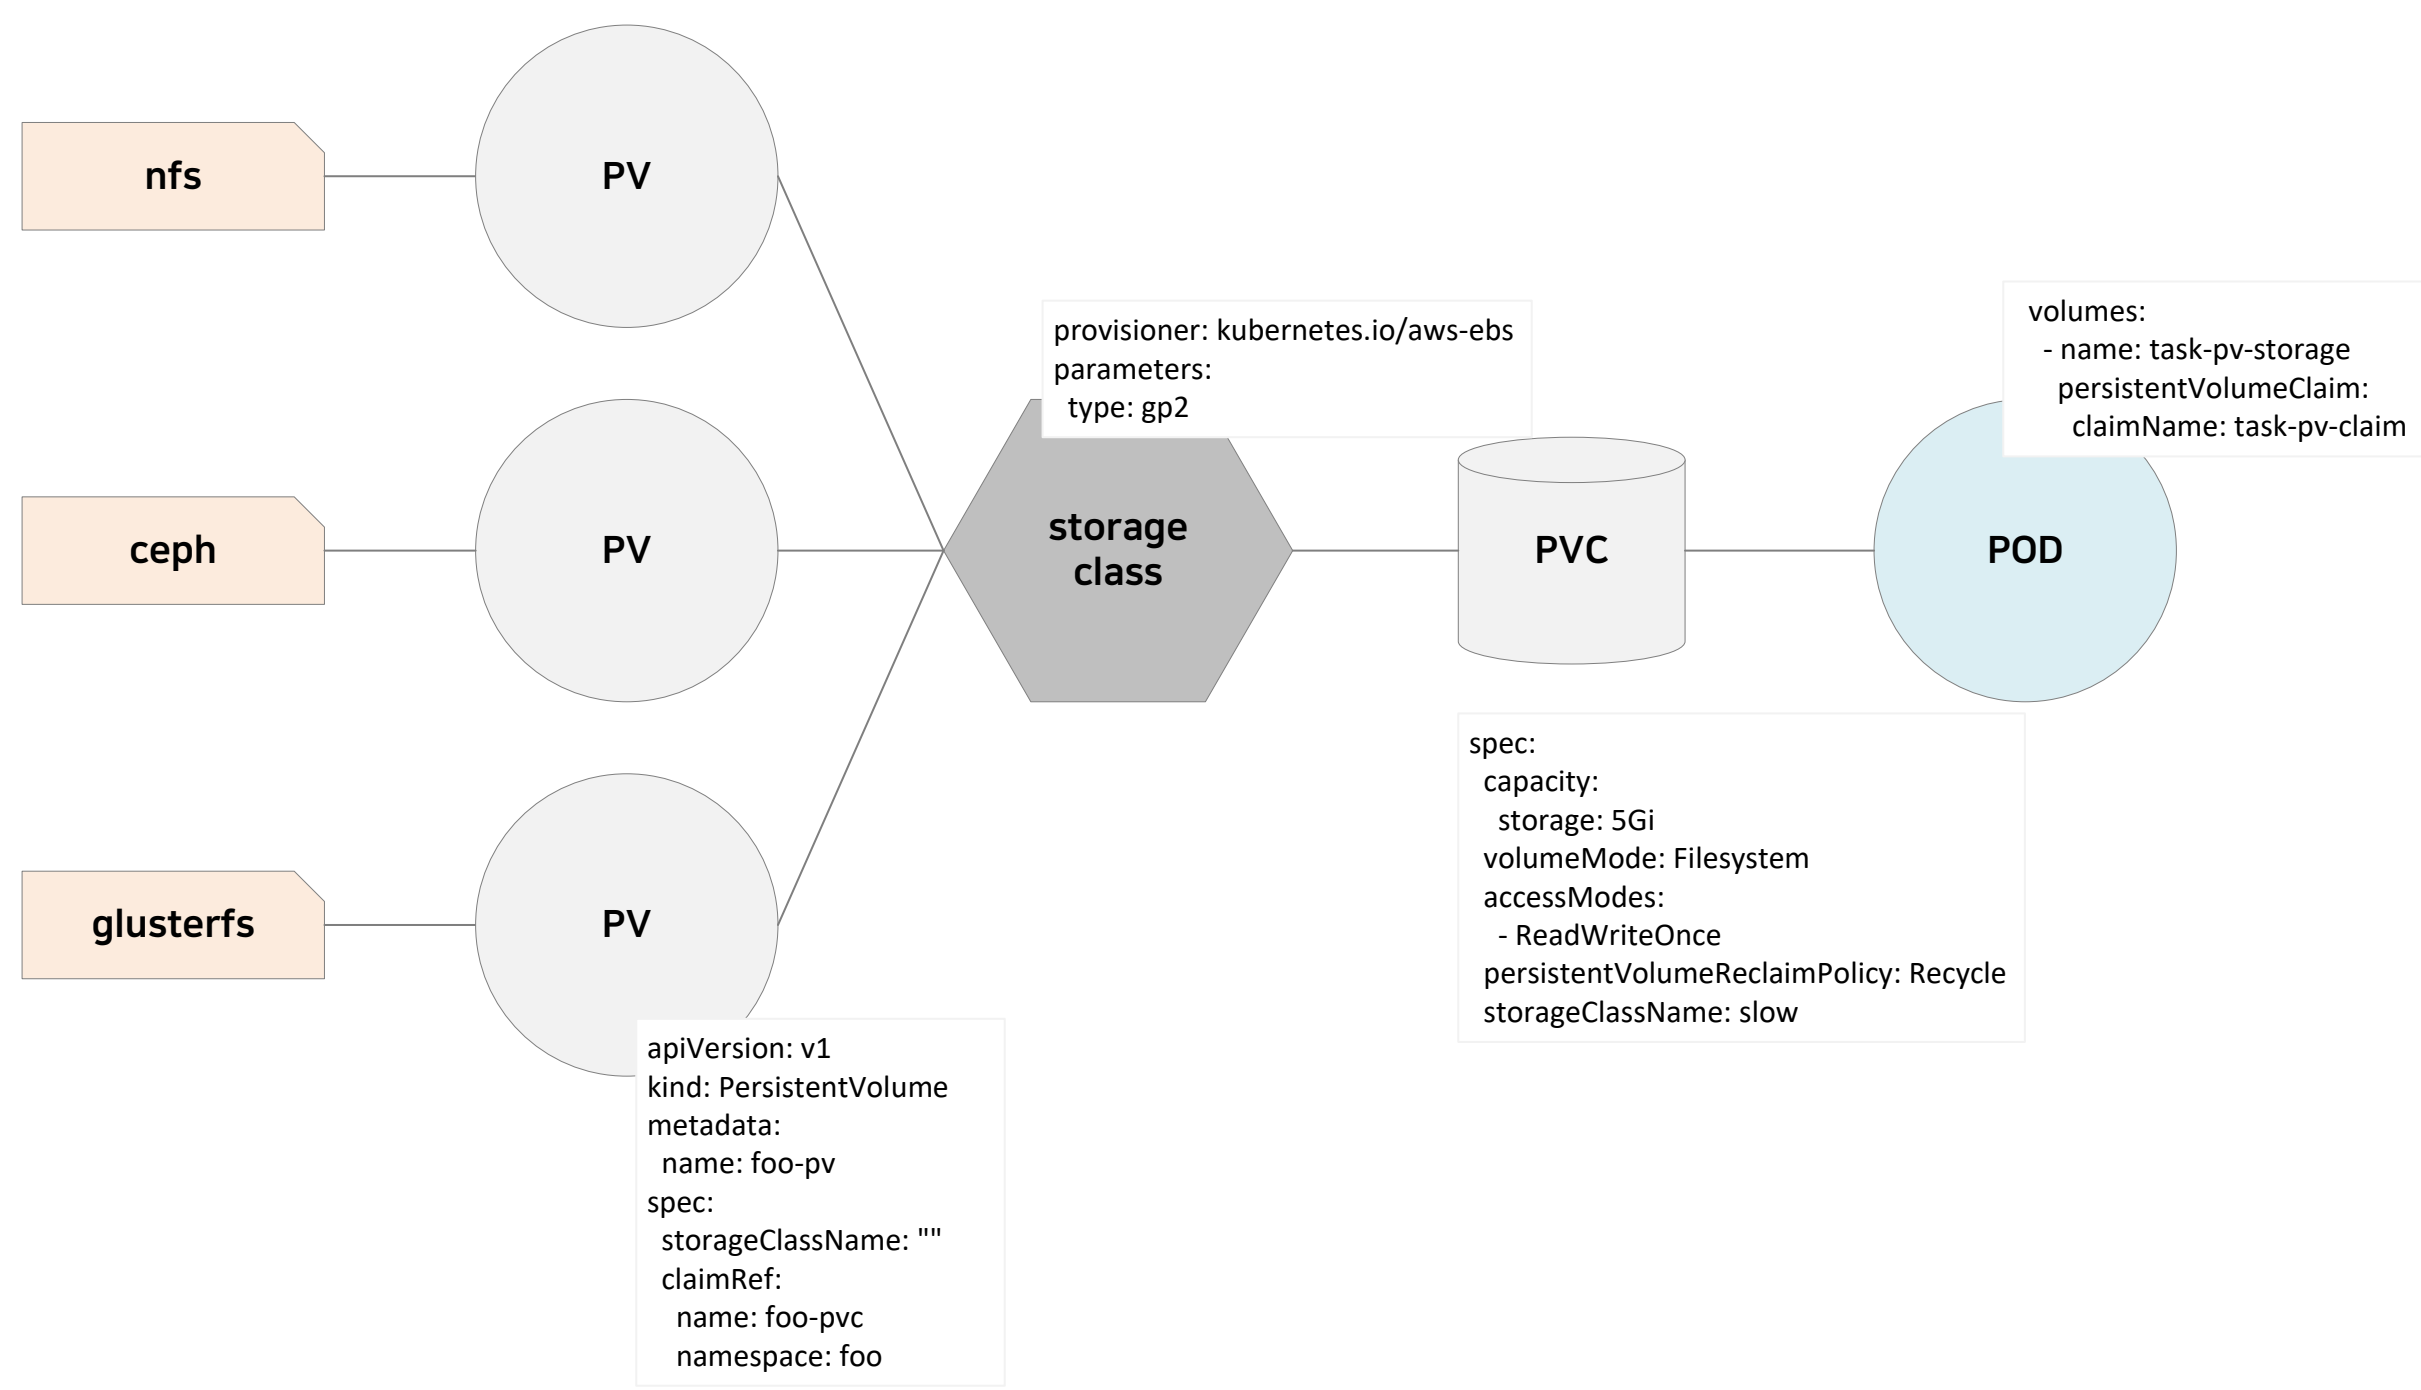 nfs
PV
provisioner: kubernetes.io/aws-ebs
parameters:
  type: gp2
volumes:
  - name: task-pv-storage
    persistentVolumeClaim:
      claimName: task-pv-claim
ceph
PV
storage
class
PVC
POD
spec:
  capacity:
    storage: 5Gi
  volumeMode: Filesystem
  accessModes:
    - ReadWriteOnce
  persistentVolumeReclaimPolicy: Recycle
  storageClassName: slow
glusterfs
PV
apiVersion: v1
kind: PersistentVolume
metadata:
  name: foo-pv
spec:
  storageClassName: ""
  claimRef:
    name: foo-pvc
    namespace: foo